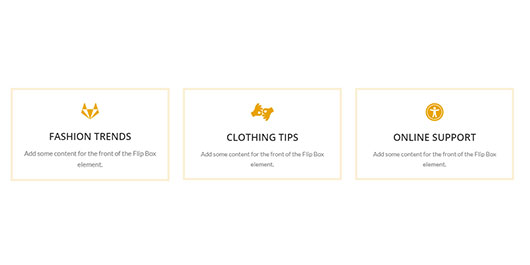 FASHION TRENDS
Add some content for the front of the Flip Box
element.
CLOTHING TIPS
Add some content for the front of the Flip Box
element.
ONLINE SUPPORT
Add some content for the front of the Flip Box
element.